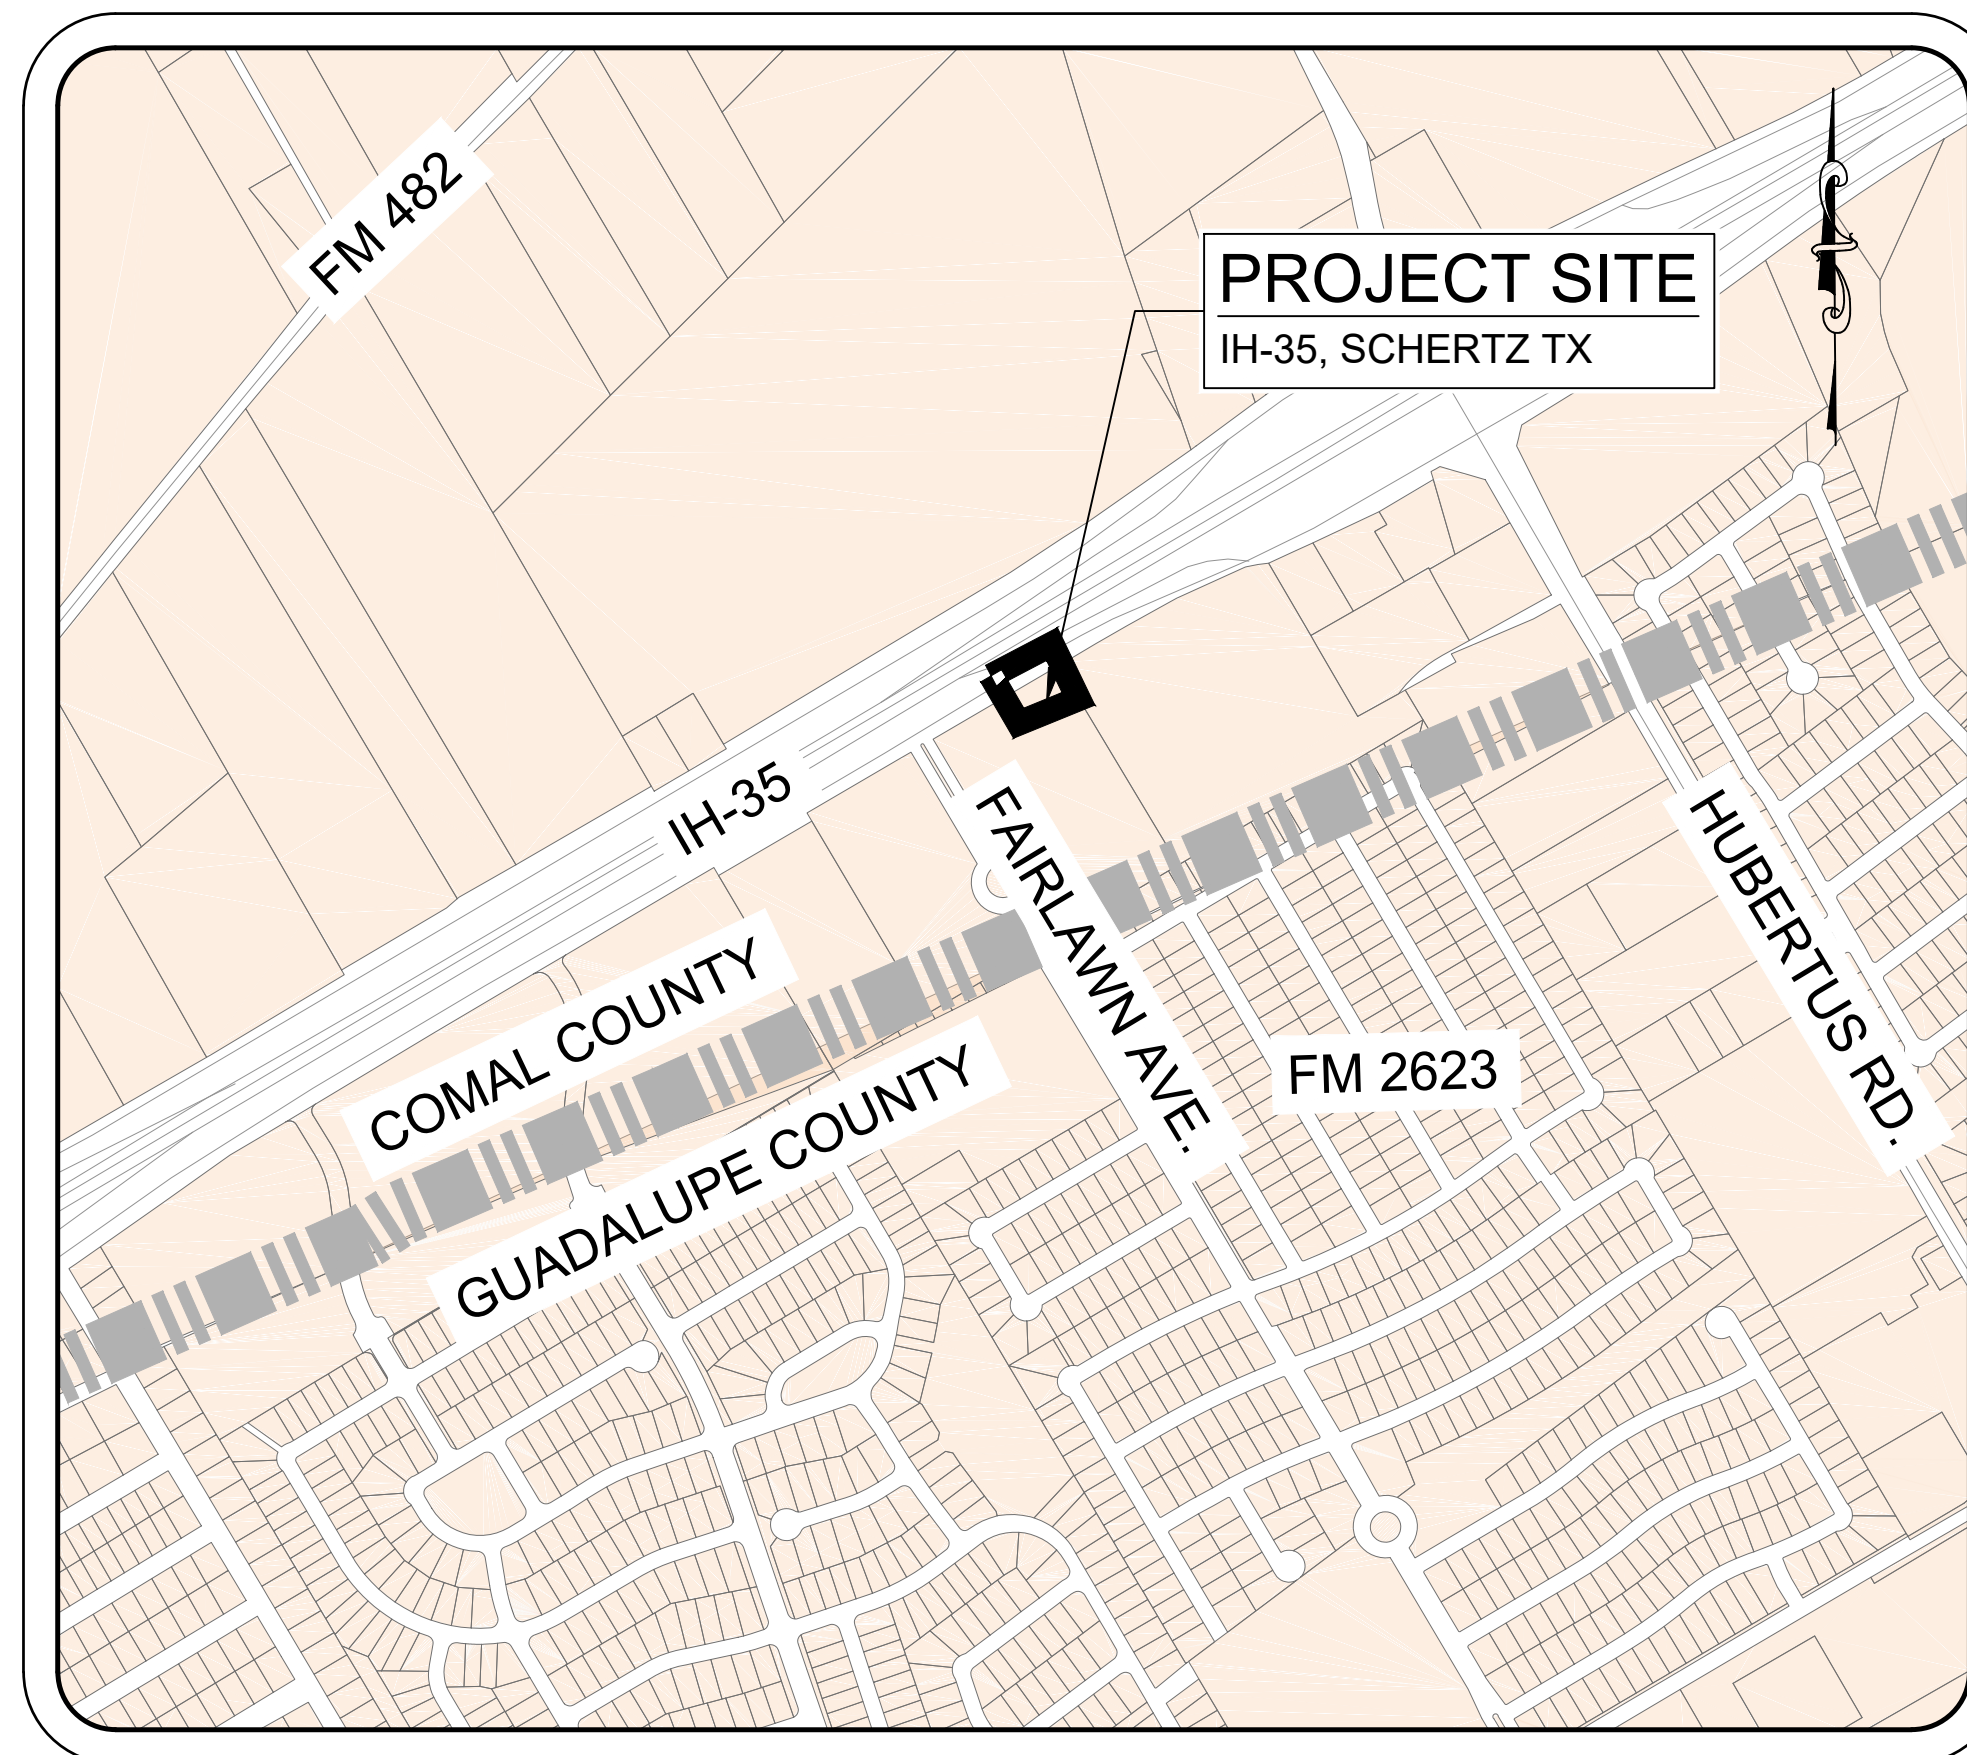 FM 482
PROJECT SITE
IH-35, SCHERTZ TX
IH-35
FAIRLAWN AVE.
HUBERTUS RD.
COMAL COUNTY
GUADALUPE COUNTY
FM 2623